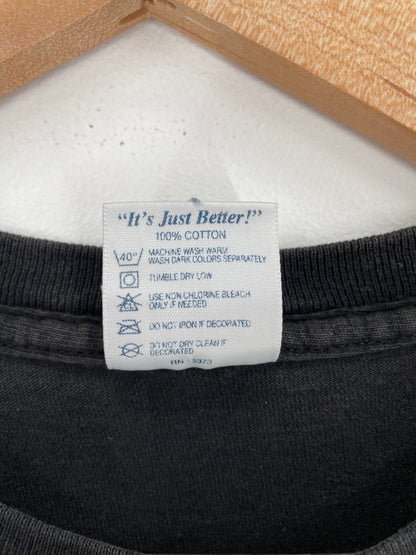 "It's Just Better!"
100% COTTON
40° MACHINE WASH WARM
WASH DARK COLORS SEPARATELY
TUMBLE DRY LOW
USE NON-CHLORINE BLEACH
ONLY IF NEEDED
DO NOT IRON IF DECORATED
DO NOT DRY CLEAN IF
DECORATED
RN